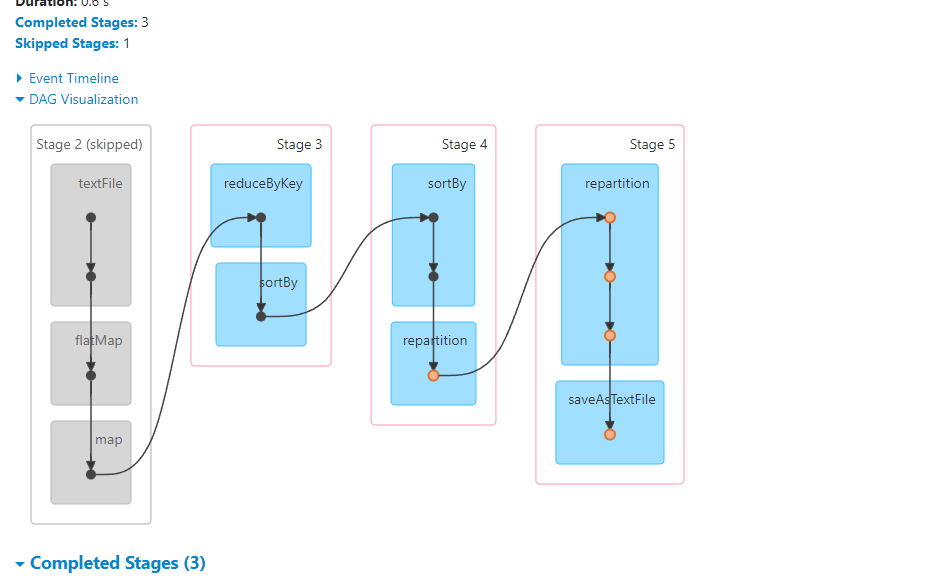 Duration: 0.6 s
Completed Stages: 3
Skipped Stages: 1
Event Timeline
DAG Visualization
Stage 2 (skipped)
textFile
flatMap
map
Stage 3
reduceByKey
sortBy
Stage 4
sortBy
repartition
Stage 5
repartition
saveAsTextFile
Completed Stages (3)